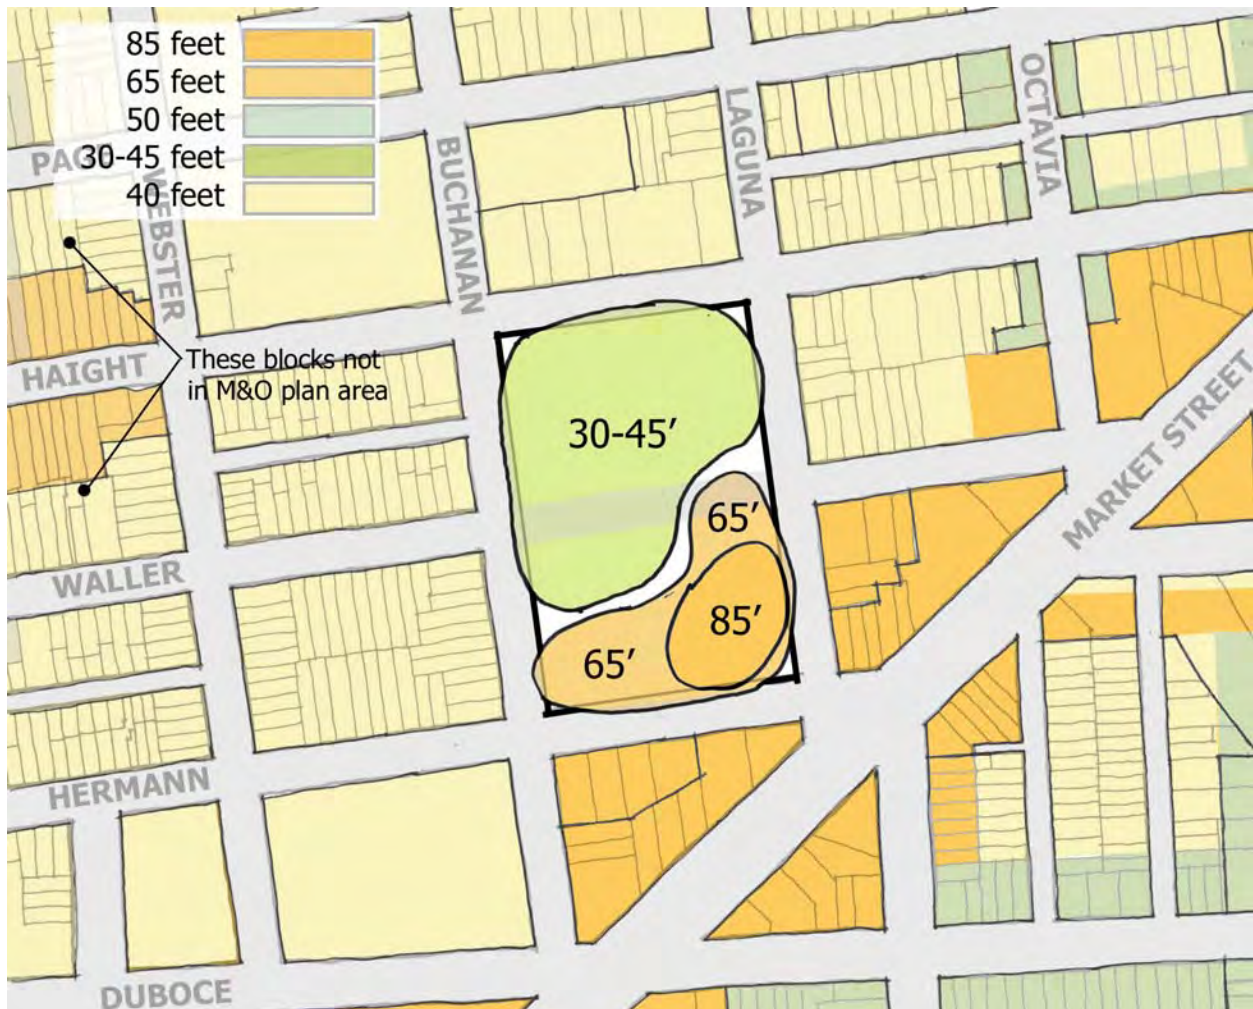 85 feet
65 feet
50 feet
30-45 feet
40 feet
WEBSTER
BUCHANAN
LAGUNA
OCTAVIA
HAIGHT
These blocks not
in M&O plan area
30-45’
65’
85’
65’
MARKET STREET
WALLER
HERMANN
DUBOCE